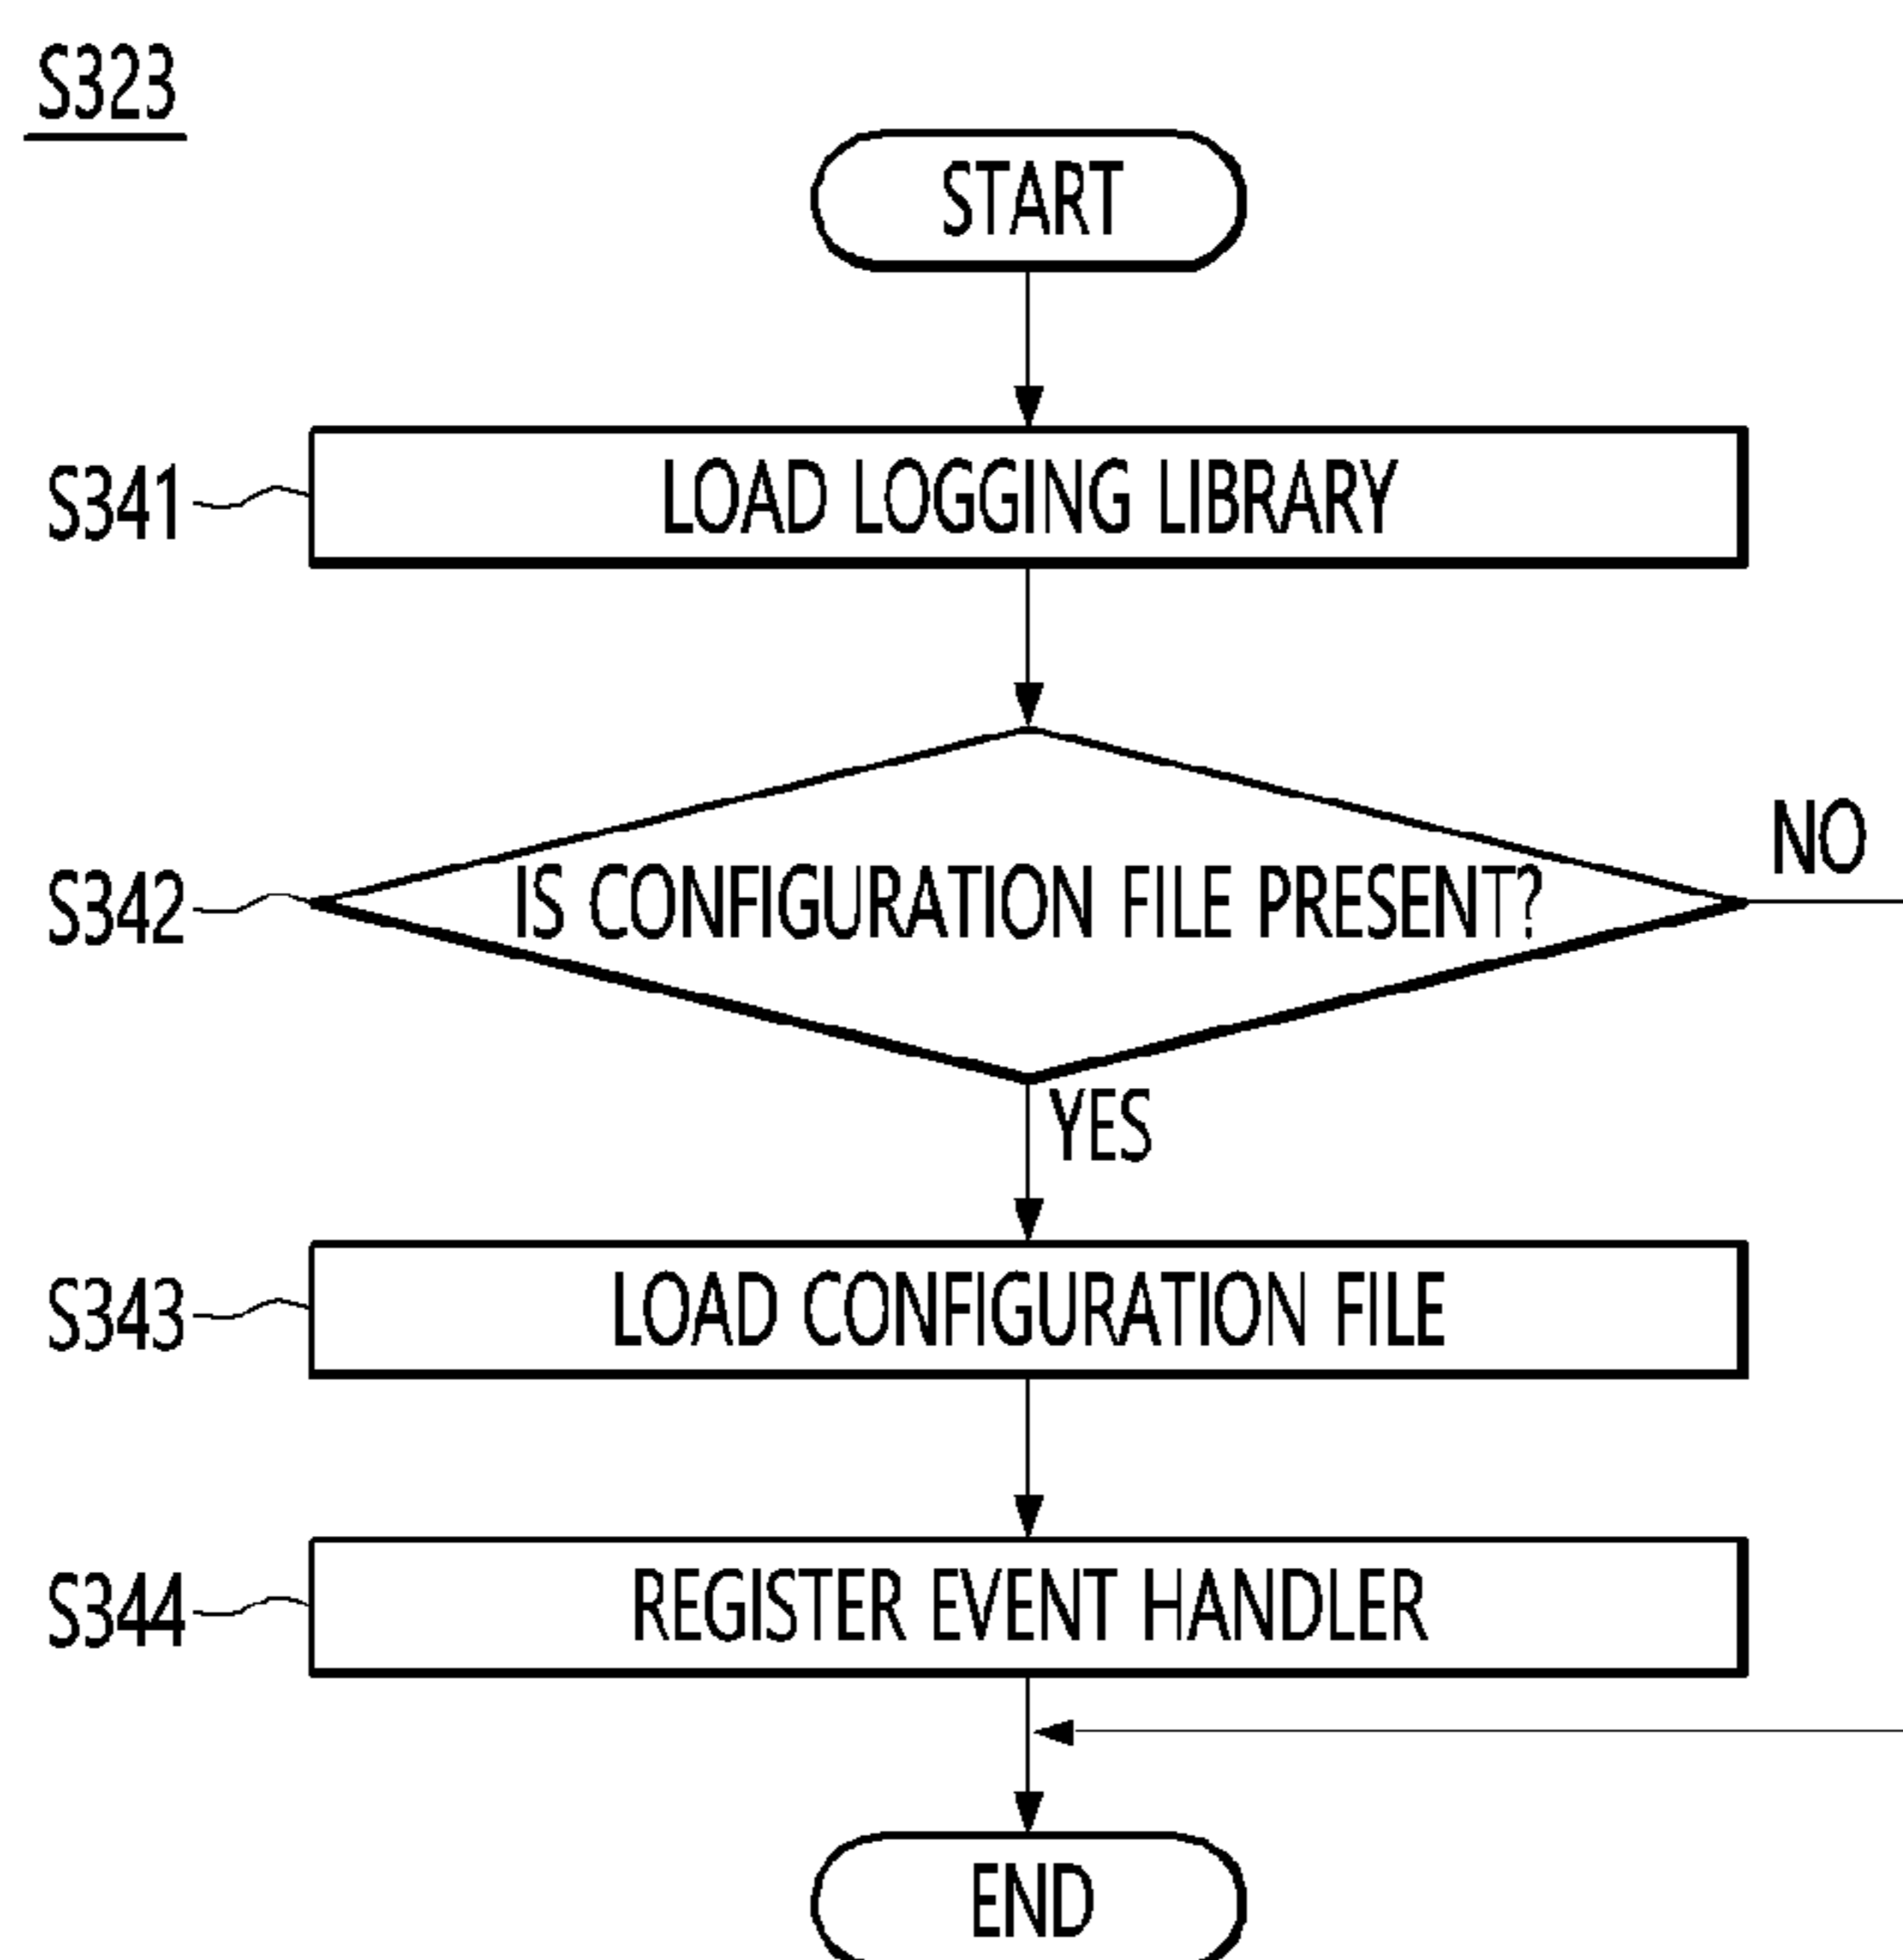 S323
START
S341
LOAD LOGGING LIBRARY
S342
IS CONFIGURATION FILE PRESENT?
NO
YES
S343
LOAD CONFIGURATION FILE
S344
REGISTER EVENT HANDLER
END